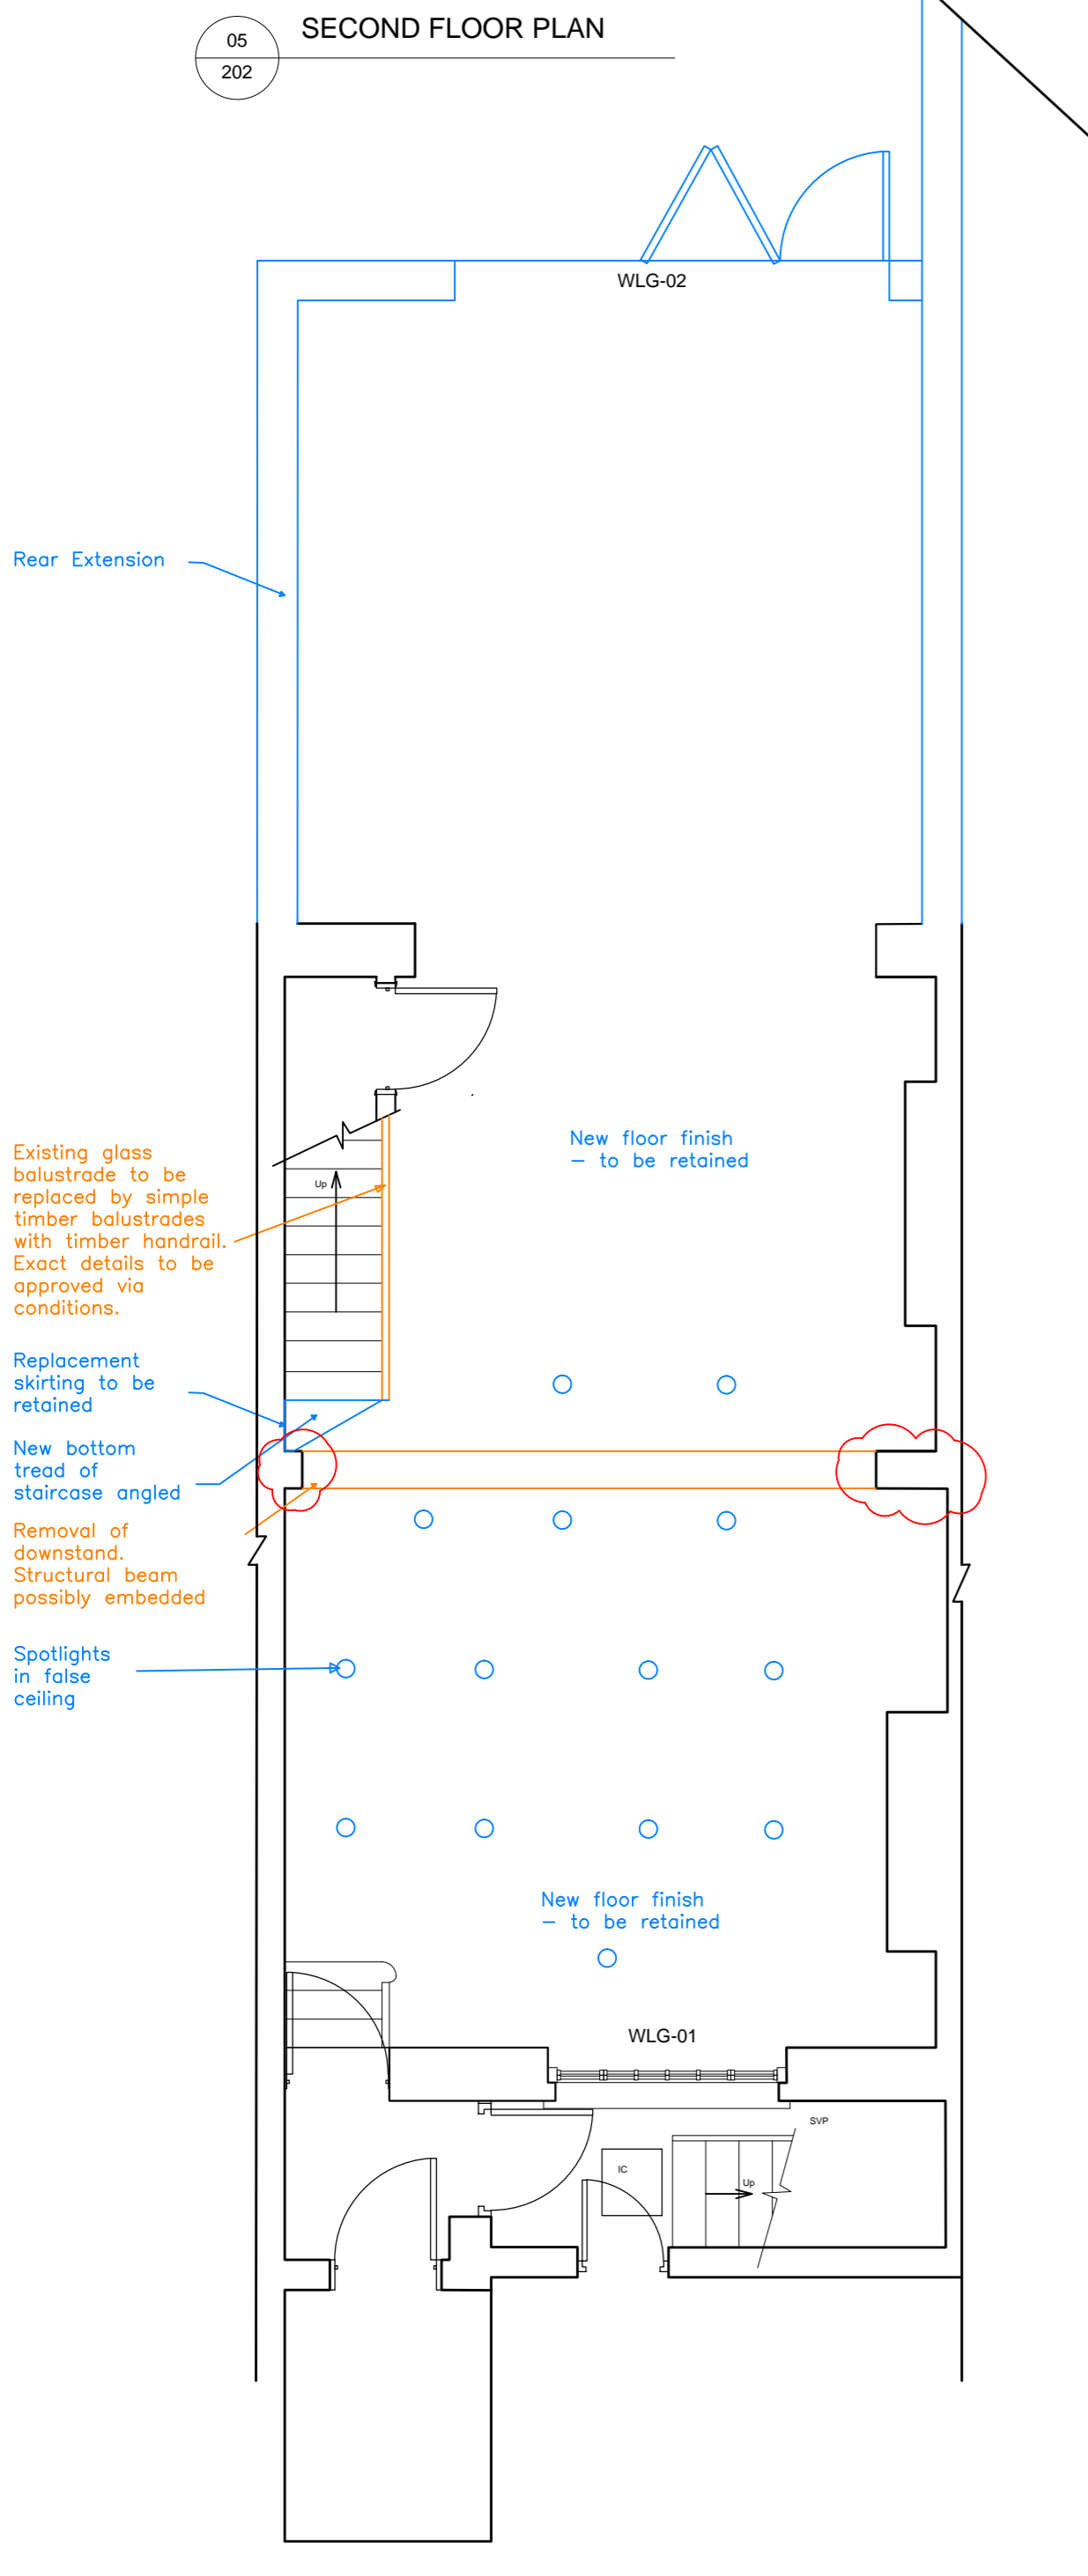 05
202
SECOND FLOOR PLAN
WLG-02
Rear Extension
New floor finish
- to be retained
Existing glass
balustrade to be
replaced by simple
timber balustrades
with timber handrail.
Exact details to be
approved via
conditions.
Up
Replacement
skirting to be
retained
New bottom
tread of
staircase angled
Removal of
downstand.
Structural beam
possibly embedded
Spotlights
in false
ceiling
New floor finish
- to be retained
WLG-01
SVP
IC
Up